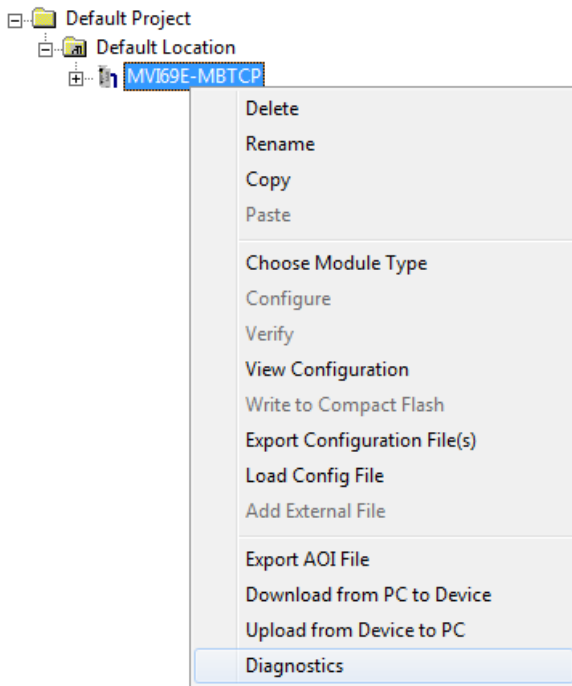 Default Project
Default Location
MVI69E-MBTCP
Delete
Rename
Copy
Paste
Choose Module Type
Configure
Verify
View Configuration
Write to Compact Flash
Export Configuration File(s)
Load Config File
Add External File
Export AOI File
Download from PC to Device
Upload from Device to PC
Diagnostics